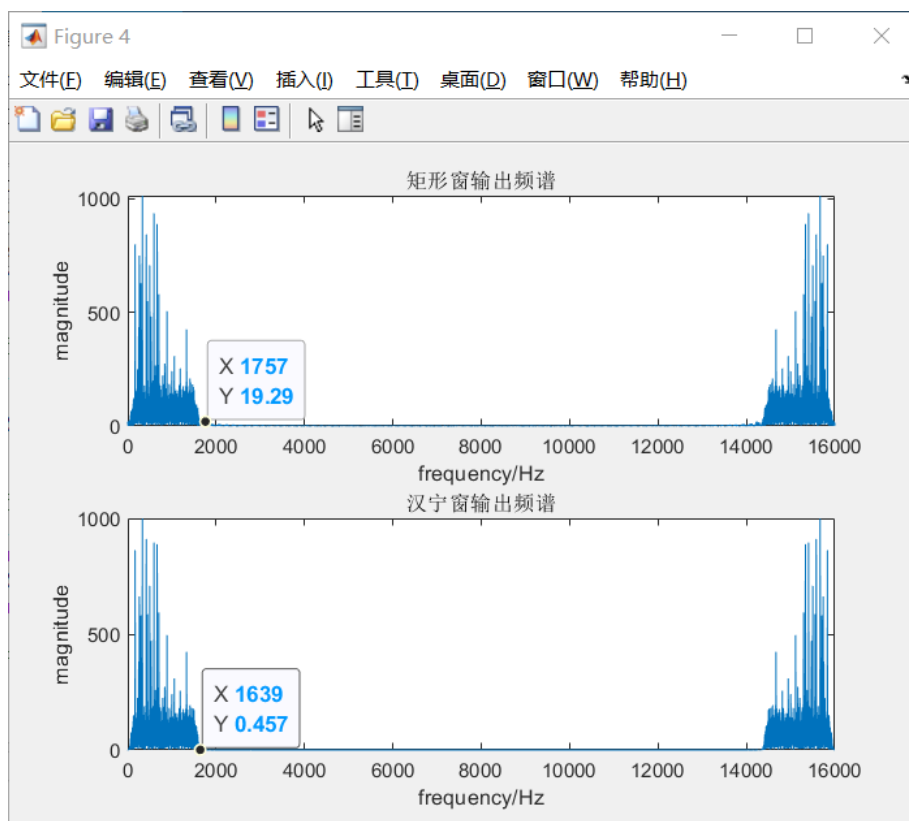 Figure 4
文件(F) 编辑(E) 查看(V) 插入(I) 工具(T) 桌面(D) 窗口(W) 帮助(H)
矩形窗输出频谱
1000
500
0
magnitude
X 1757
Y 19.29
0 2000 4000 6000 8000 10000 12000 14000 16000
frequency/Hz
汉宁窗输出频谱
1000
500
0
magnitude
X 1639
Y 0.457
0 2000 4000 6000 8000 10000 12000 14000 16000
frequency/Hz